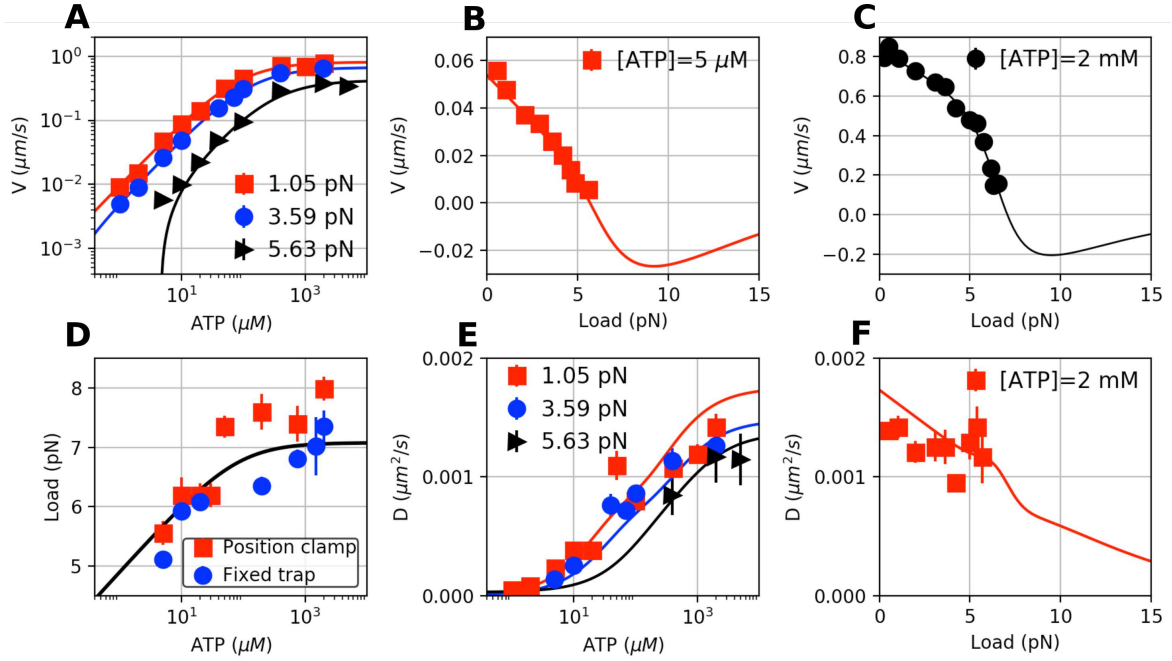 A
V (μm/s)
10⁰
10⁻¹
10⁻²
10⁻³
1.05 pN
3.59 pN
5.63 pN
10¹
10³
ATP (μM)
B
V (μm/s)
0.06
0.04
0.02
0.00
−0.02
[ATP]=5 μM
0
5
10
15
Load (pN)
C
V (μm/s)
0.8
0.6
0.4
0.2
0.0
−0.2
[ATP]=2 mM
0
5
10
15
Load (pN)
D
Load (pN)
8
7
6
5
Position clamp
Fixed trap
10¹
10³
ATP (μM)
E
D (μm²/s)
0.002
0.001
0.000
1.05 pN
3.59 pN
5.63 pN
10¹
10³
ATP (μM)
F
D (μm²/s)
0.002
0.001
0.000
[ATP]=2 mM
0
5
10
15
Load (pN)